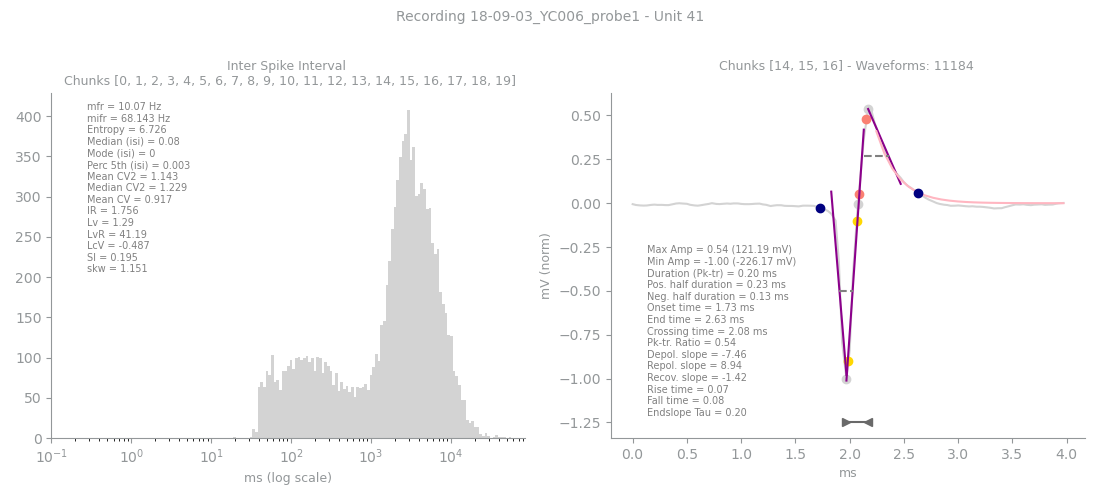 Recording 18-09-03_YC006_probe1 - Unit 41
Inter Spike Interval
Chunks [0, 1, 2, 3, 4, 5, 6, 7, 8, 9, 10, 11, 12, 13, 14, 15, 16, 17, 18, 19]
400
350
300
250
200
150
100
50
0
mfr = 10.07 Hz
mifr = 68.143 Hz
Entropy = 6.726
Median (isi) = 0.08
Mode (isi) = 0
Perc 5th (isi) = 0.003
Mean CV2 = 1.143
Median CV2 = 1.229
Mean CV = 0.917
IR = 1.756
Lv = 1.29
LvR = 41.19
LcV = -0.487
SI = 0.195
skw = 1.151
10⁻¹ 10⁰ 10¹ 10² 10³ 10⁴
ms (log scale)
Chunks [14, 15, 16] - Waveforms: 11184
mV (norm)
0.50
0.25
0.00
−0.25
−0.50
−0.75
−1.00
−1.25
Max Amp = 0.54 (121.19 mV)
Min Amp = -1.00 (-226.17 mV)
Duration (Pk-tr) = 0.20 ms
Pos. half duration = 0.23 ms
Neg. half duration = 0.13 ms
Onset time = 1.73 ms
End time = 2.63 ms
Crossing time = 2.08 ms
Pk-tr. Ratio = 0.54
Depol. slope = -7.46
Repol. slope = 8.94
Recov. slope = -1.42
Rise time = 0.07
Fall time = 0.08
Endslope Tau = 0.20
0.0 0.5 1.0 1.5 2.0 2.5 3.0 3.5 4.0
ms